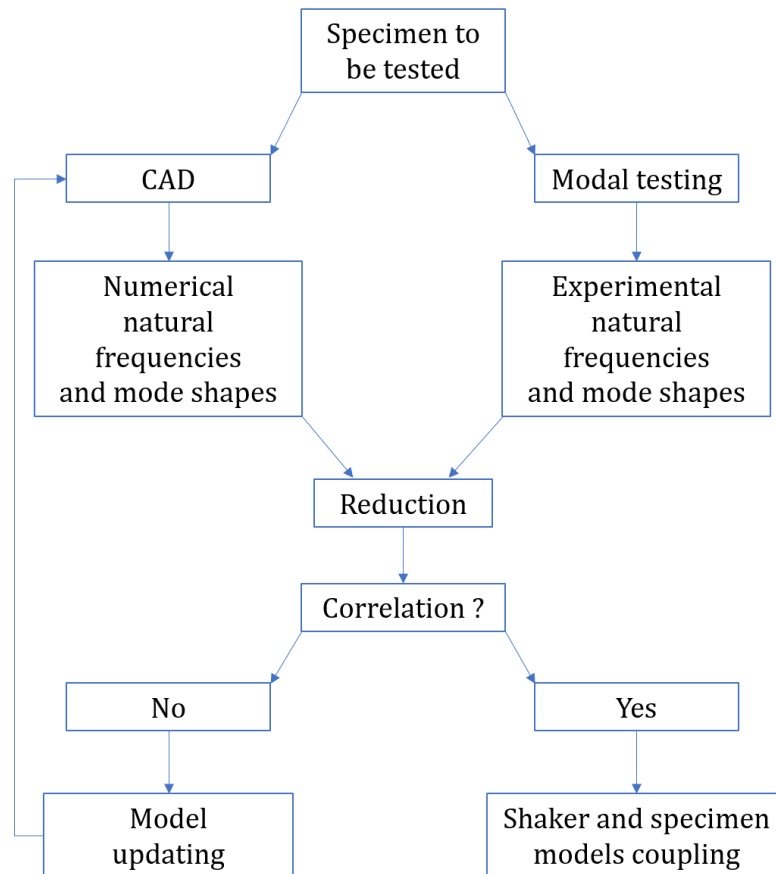 Specimen to
be tested
CAD
Modal testing
Numerical
natural
frequencies
and mode shapes
Experimental
natural
frequencies
and mode shapes
Reduction
Correlation ?
No
Yes
Model
updating
Shaker and specimen
models coupling